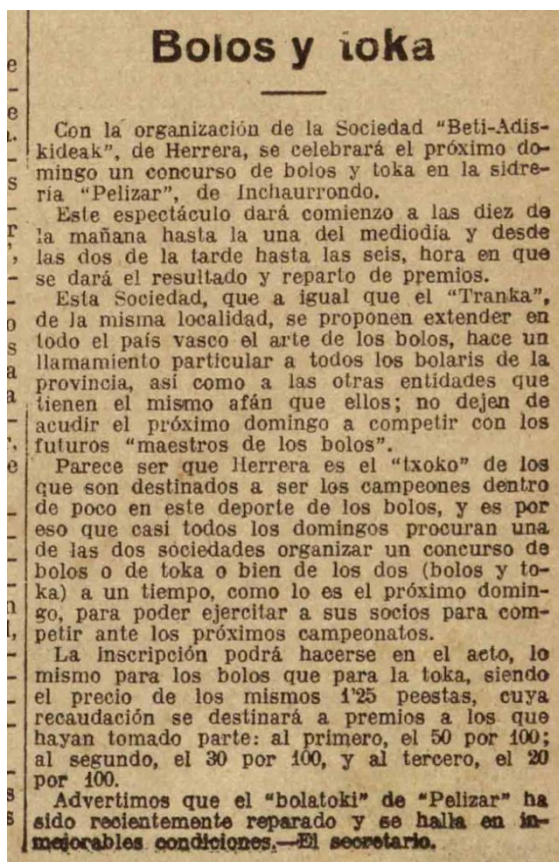 Bolos y toka
Con la organización de la Sociedad "Beti-Adis-
kideak", de Herrera, se celebrará el próximo do-
mingo un concurso de bolos y toka en la sidre-
ría "Pelizar", de Inchaurrondo.
Este espectáculo dará comienzo a las diez de
la mañana hasta la una del mediodía y desde
las dos de la tarde hasta las seis, hora en que
se dará el resultado y reparto de premios.
Esta Sociedad, que a igual que el "Tranka",
de la misma localidad, se proponen extender en
todo el país vasco el arte de los bolos, hace un
llamamiento particular a todos los bolaris de la
provincia, así como a las otras entidades que
tienen el mismo afán que ellos; no dejen de
acudir el próximo domingo a competir con los
futuros "maestros de los bolos".
Parece ser que Herrera es el "txoko" de los
que son destinados a ser los campeones dentro
de poco en este deporte de los bolos, y es por
eso que casi todos los domingos procuran una
de las dos sociedades organizar un concurso de
bolos o de toka o bien de los dos (bolos y to-
ka) a un tiempo, como lo es el próximo domin-
go, para poder ejercitar a sus socios para com-
petir ante los próximos campeonatos.
La inscripción podrá hacerse en el acto, lo
mismo para los bolos que para la toka, siendo
el precio de los mismos 1'25 peestas, cuya
recaudación se destinará a premios a los que
hayan tomado parte: al primero, el 50 por 100;
al segundo, el 30 por 100, y al tercero, el 20
por 100.
Advertimos que el "bolatoki" de "Pelizar" ha
sido recientemente reparado y se halla en in-
mejorables condiciones.—El secretario.